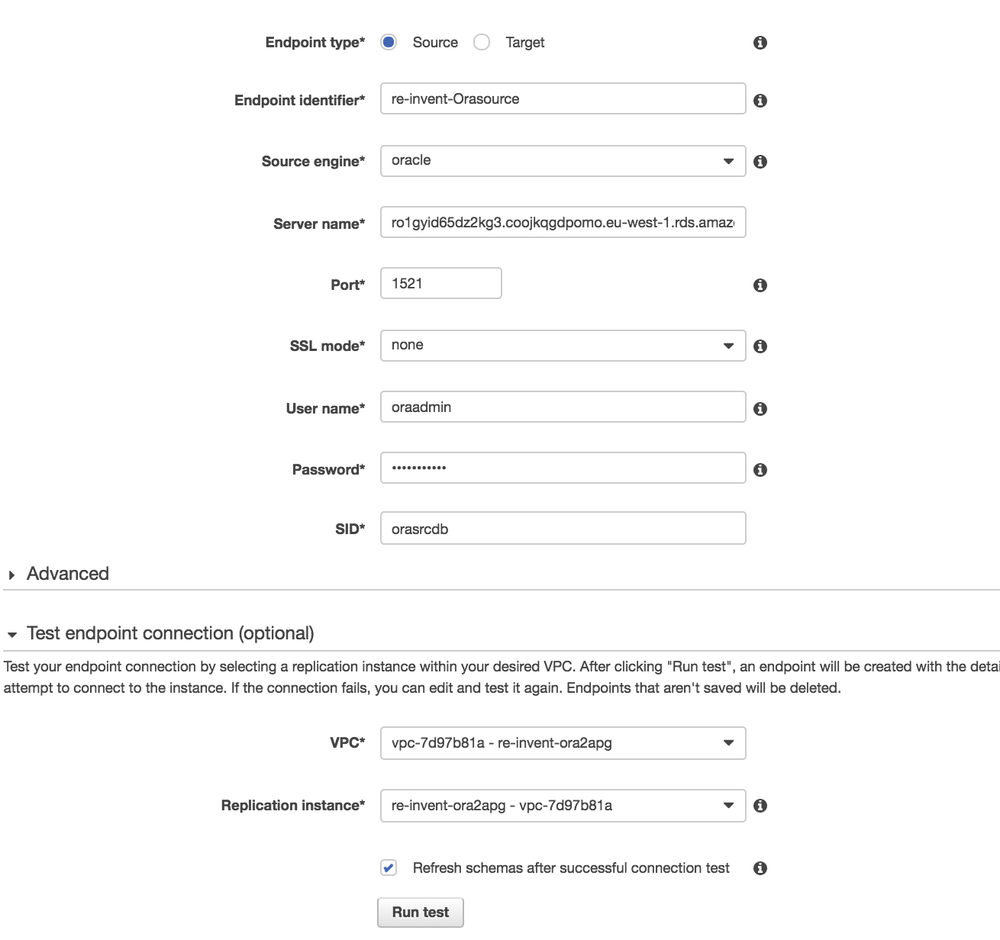 Endpoint type* Source Target
Endpoint identifier* re-invent-Orasource
Source engine* oracle
Server name* ro1gyid65dz2kg3.coojkqgdpomo.eu-west-1.rds.amaz
Port* 1521
SSL mode* none
User name* oraadmin
Password* •••••••••••
SID* orasrcdb
Advanced
Test endpoint connection (optional)
Test your endpoint connection by selecting a replication instance within your desired VPC. After clicking "Run test", an endpoint will be created with the detai
attempt to connect to the instance. If the connection fails, you can edit and test it again. Endpoints that aren't saved will be deleted.
VPC* vpc-7d97b81a - re-invent-ora2apg
Replication instance* re-invent-ora2apg - vpc-7d97b81a
Refresh schemas after successful connection test
Run test